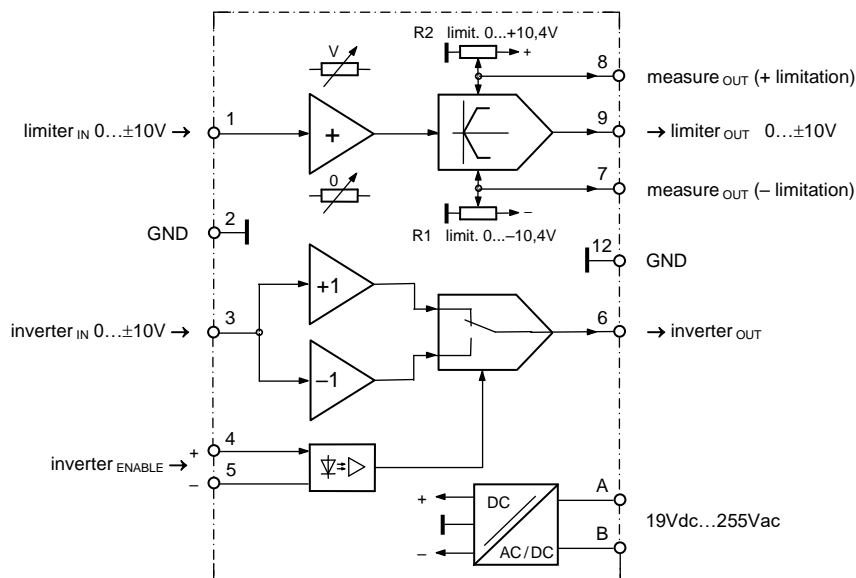 R2 limit. 0...+10,4V
V
+
8
measure OUT (+ limitation)
limiter IN 0...±10V →
1
+
9
→ limiter OUT 0...±10V
0
7
measure OUT (– limitation)
–
R1 limit. 0...–10,4V
GND
2
12
GND
+1
inverter IN 0...±10V →
3
6
→ inverter OUT
–1
+
4
inverter ENABLE →
5
–
+
DC
A
19Vdc...255Vac
B
–
AC/DC